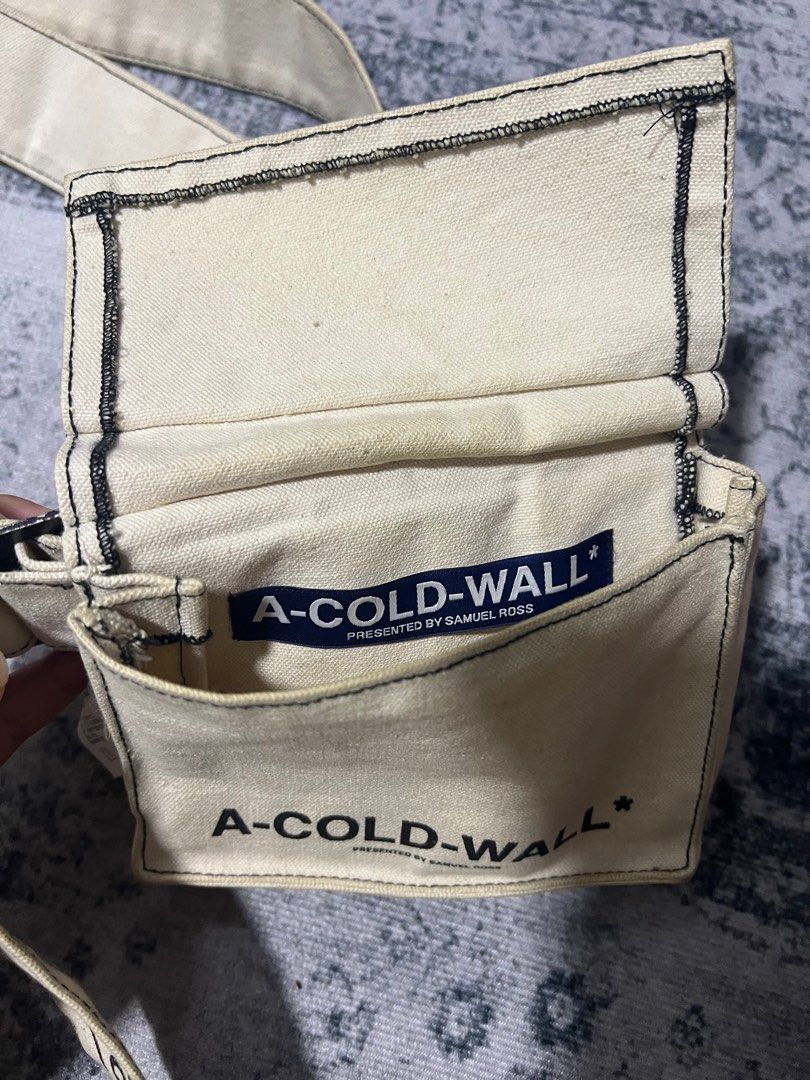 A-COLD-WALL*
PRESENTED BY SAMUEL ROSS
A-COLD-WALL*
PRESENTED BY SAMUEL ROSS